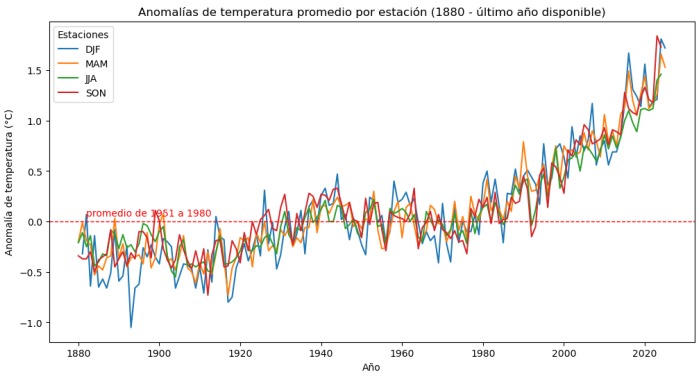 Anomalías de temperatura promedio por estación (1880 - último año disponible)
Estaciones
DJF
MAM
JJA
SON
promedio de 1951 a 1980
Anomalía de temperatura (°C)
1.5
1.0
0.5
0.0
−0.5
−1.0
1880 1900 1920 1940 1960 1980 2000 2020
Año